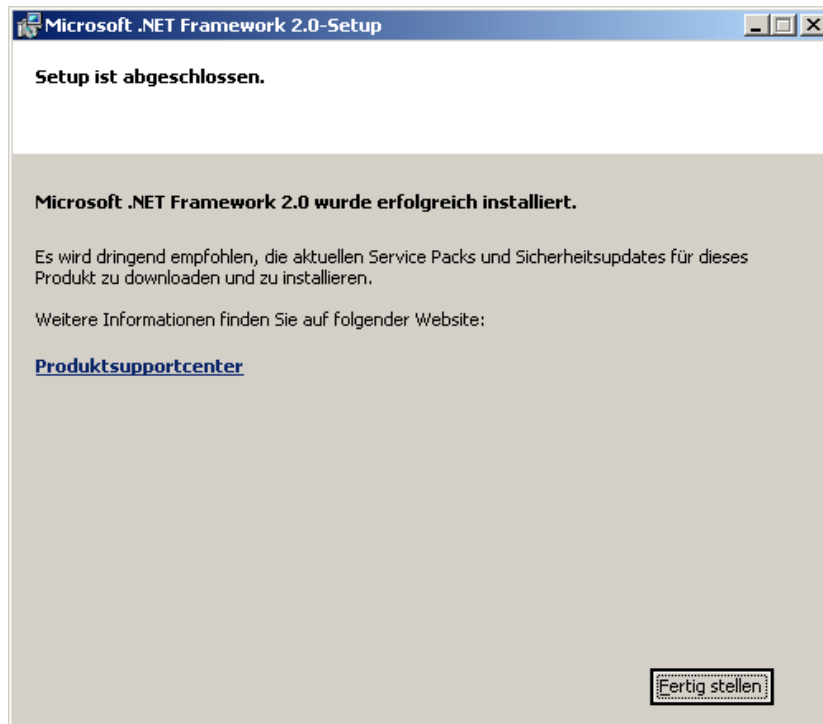 Microsoft .NET Framework 2.0-Setup
Setup ist abgeschlossen.
Microsoft .NET Framework 2.0 wurde erfolgreich installiert.
Es wird dringend empfohlen, die aktuellen Service Packs und Sicherheitsupdates für dieses
Produkt zu downloaden und zu installieren.
Weitere Informationen finden Sie auf folgender Website:
Produktsupportcenter
Fertig stellen